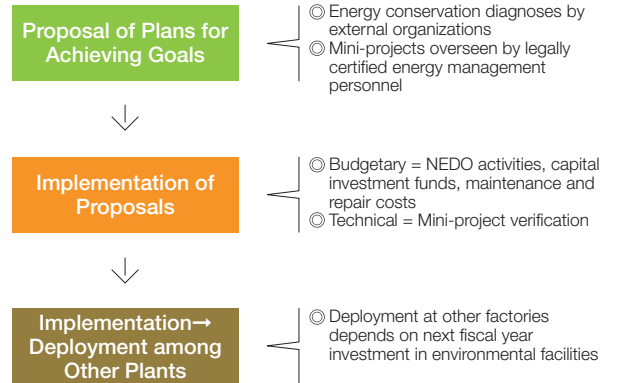 Proposal of Plans for
Achieving Goals
◎ Energy conservation diagnoses by
external organizations
◎ Mini-projects overseen by legally
certified energy management
personnel
Implementation of
Proposals
◎ Budgetary = NEDO activities, capital
investment funds, maintenance and
repair costs
◎ Technical = Mini-project verification
Implementation→
Deployment among
Other Plants
◎ Deployment at other factories
depends on next fiscal year
investment in environmental facilities